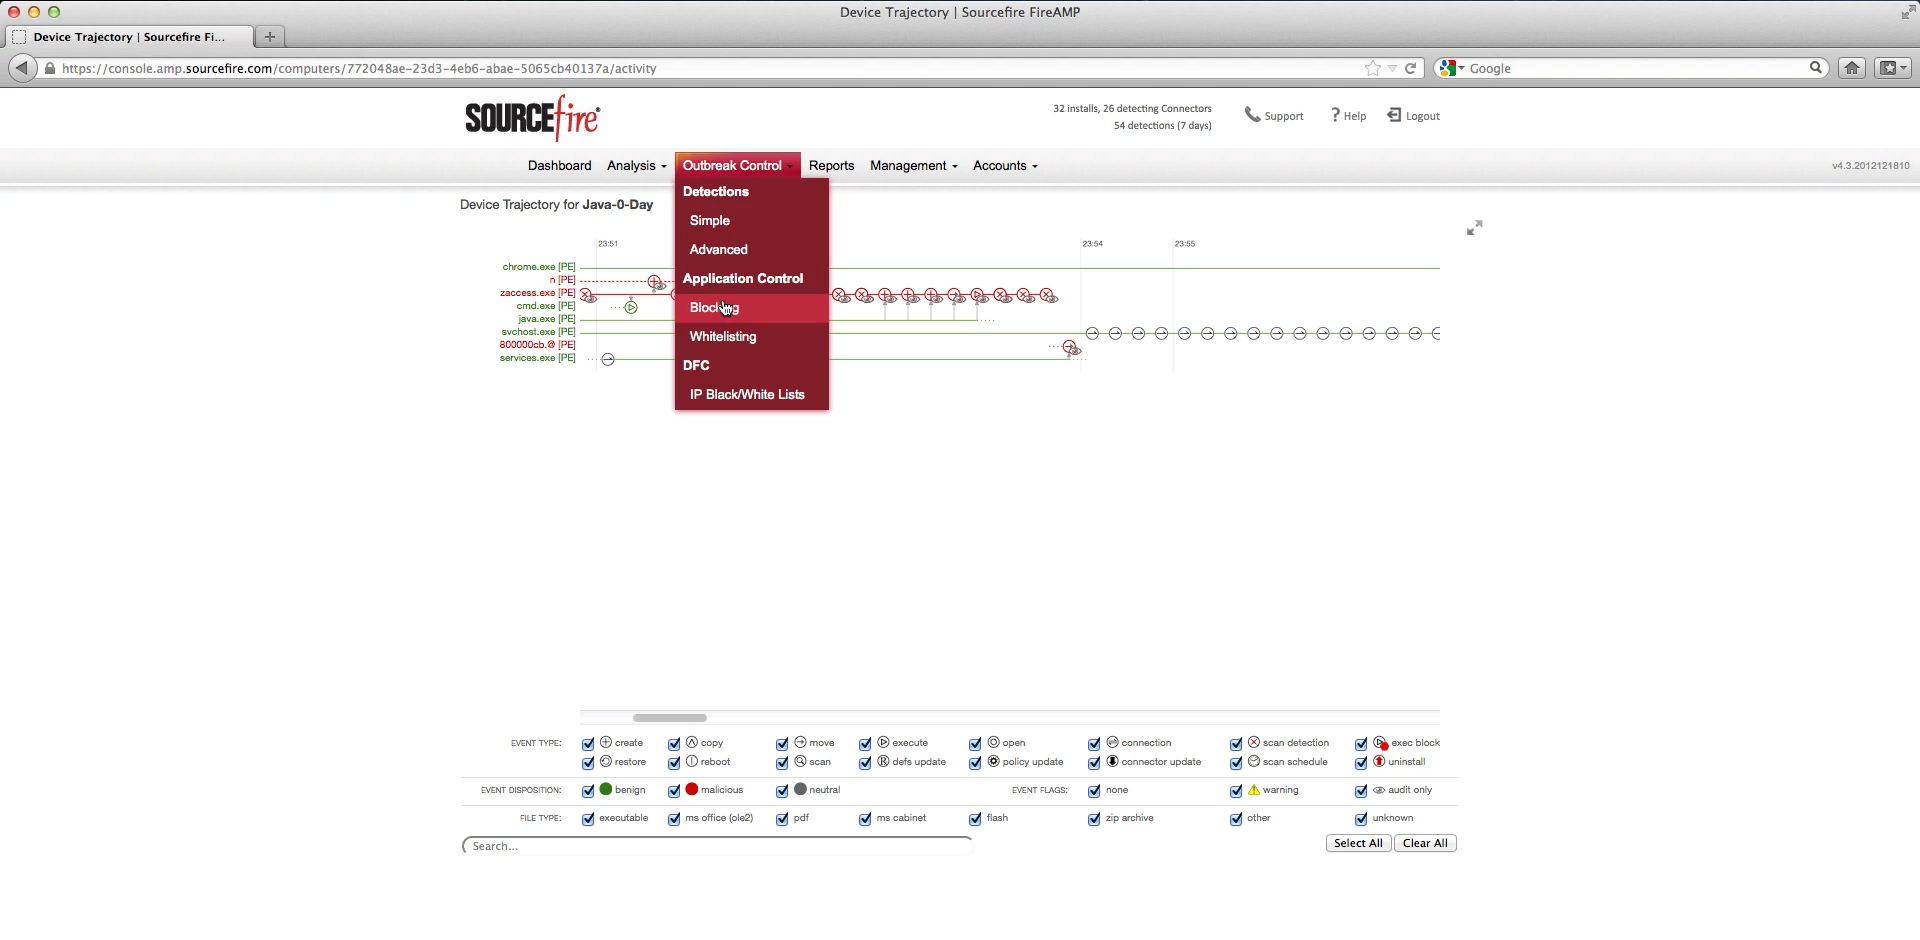 Device Trajectory | Sourcefire FireAMP
Device Trajectory | Sourcefire Fi...
https://console.amp.sourcefire.com/computers/772048ae-23d3-4eb6-abae-5065cb40137a/activity
Google
SOURCEfire
32 installs, 26 detecting Connectors
54 detections (7 days)
Support
? Help
Logout
Dashboard Analysis Outbreak Control Reports Management Accounts
v4.3.2012121810
Detections
Simple
Advanced
Application Control
Blocking
Whitelisting
DFC
IP Black/White Lists
Device Trajectory for Java-0-Day
23:51 23:54 23:55
chrome.exe [PE]
n [PE]
zaccess.exe [PE]
cmd.exe [PE]
java.exe [PE]
svchost.exe [PE]
800000cb.@ [PE]
services.exe [PE]
EVENT TYPE: create copy move execute open connection scan detection exec block
restore reboot scan defs update policy update connector update scan schedule uninstall
EVENT DISPOSITION: benign malicious neutral EVENT FLAGS: none warning audit only
FILE TYPE: executable ms office (ole2) pdf ms cabinet flash zip archive other unknown
Search...
Select All
Clear All